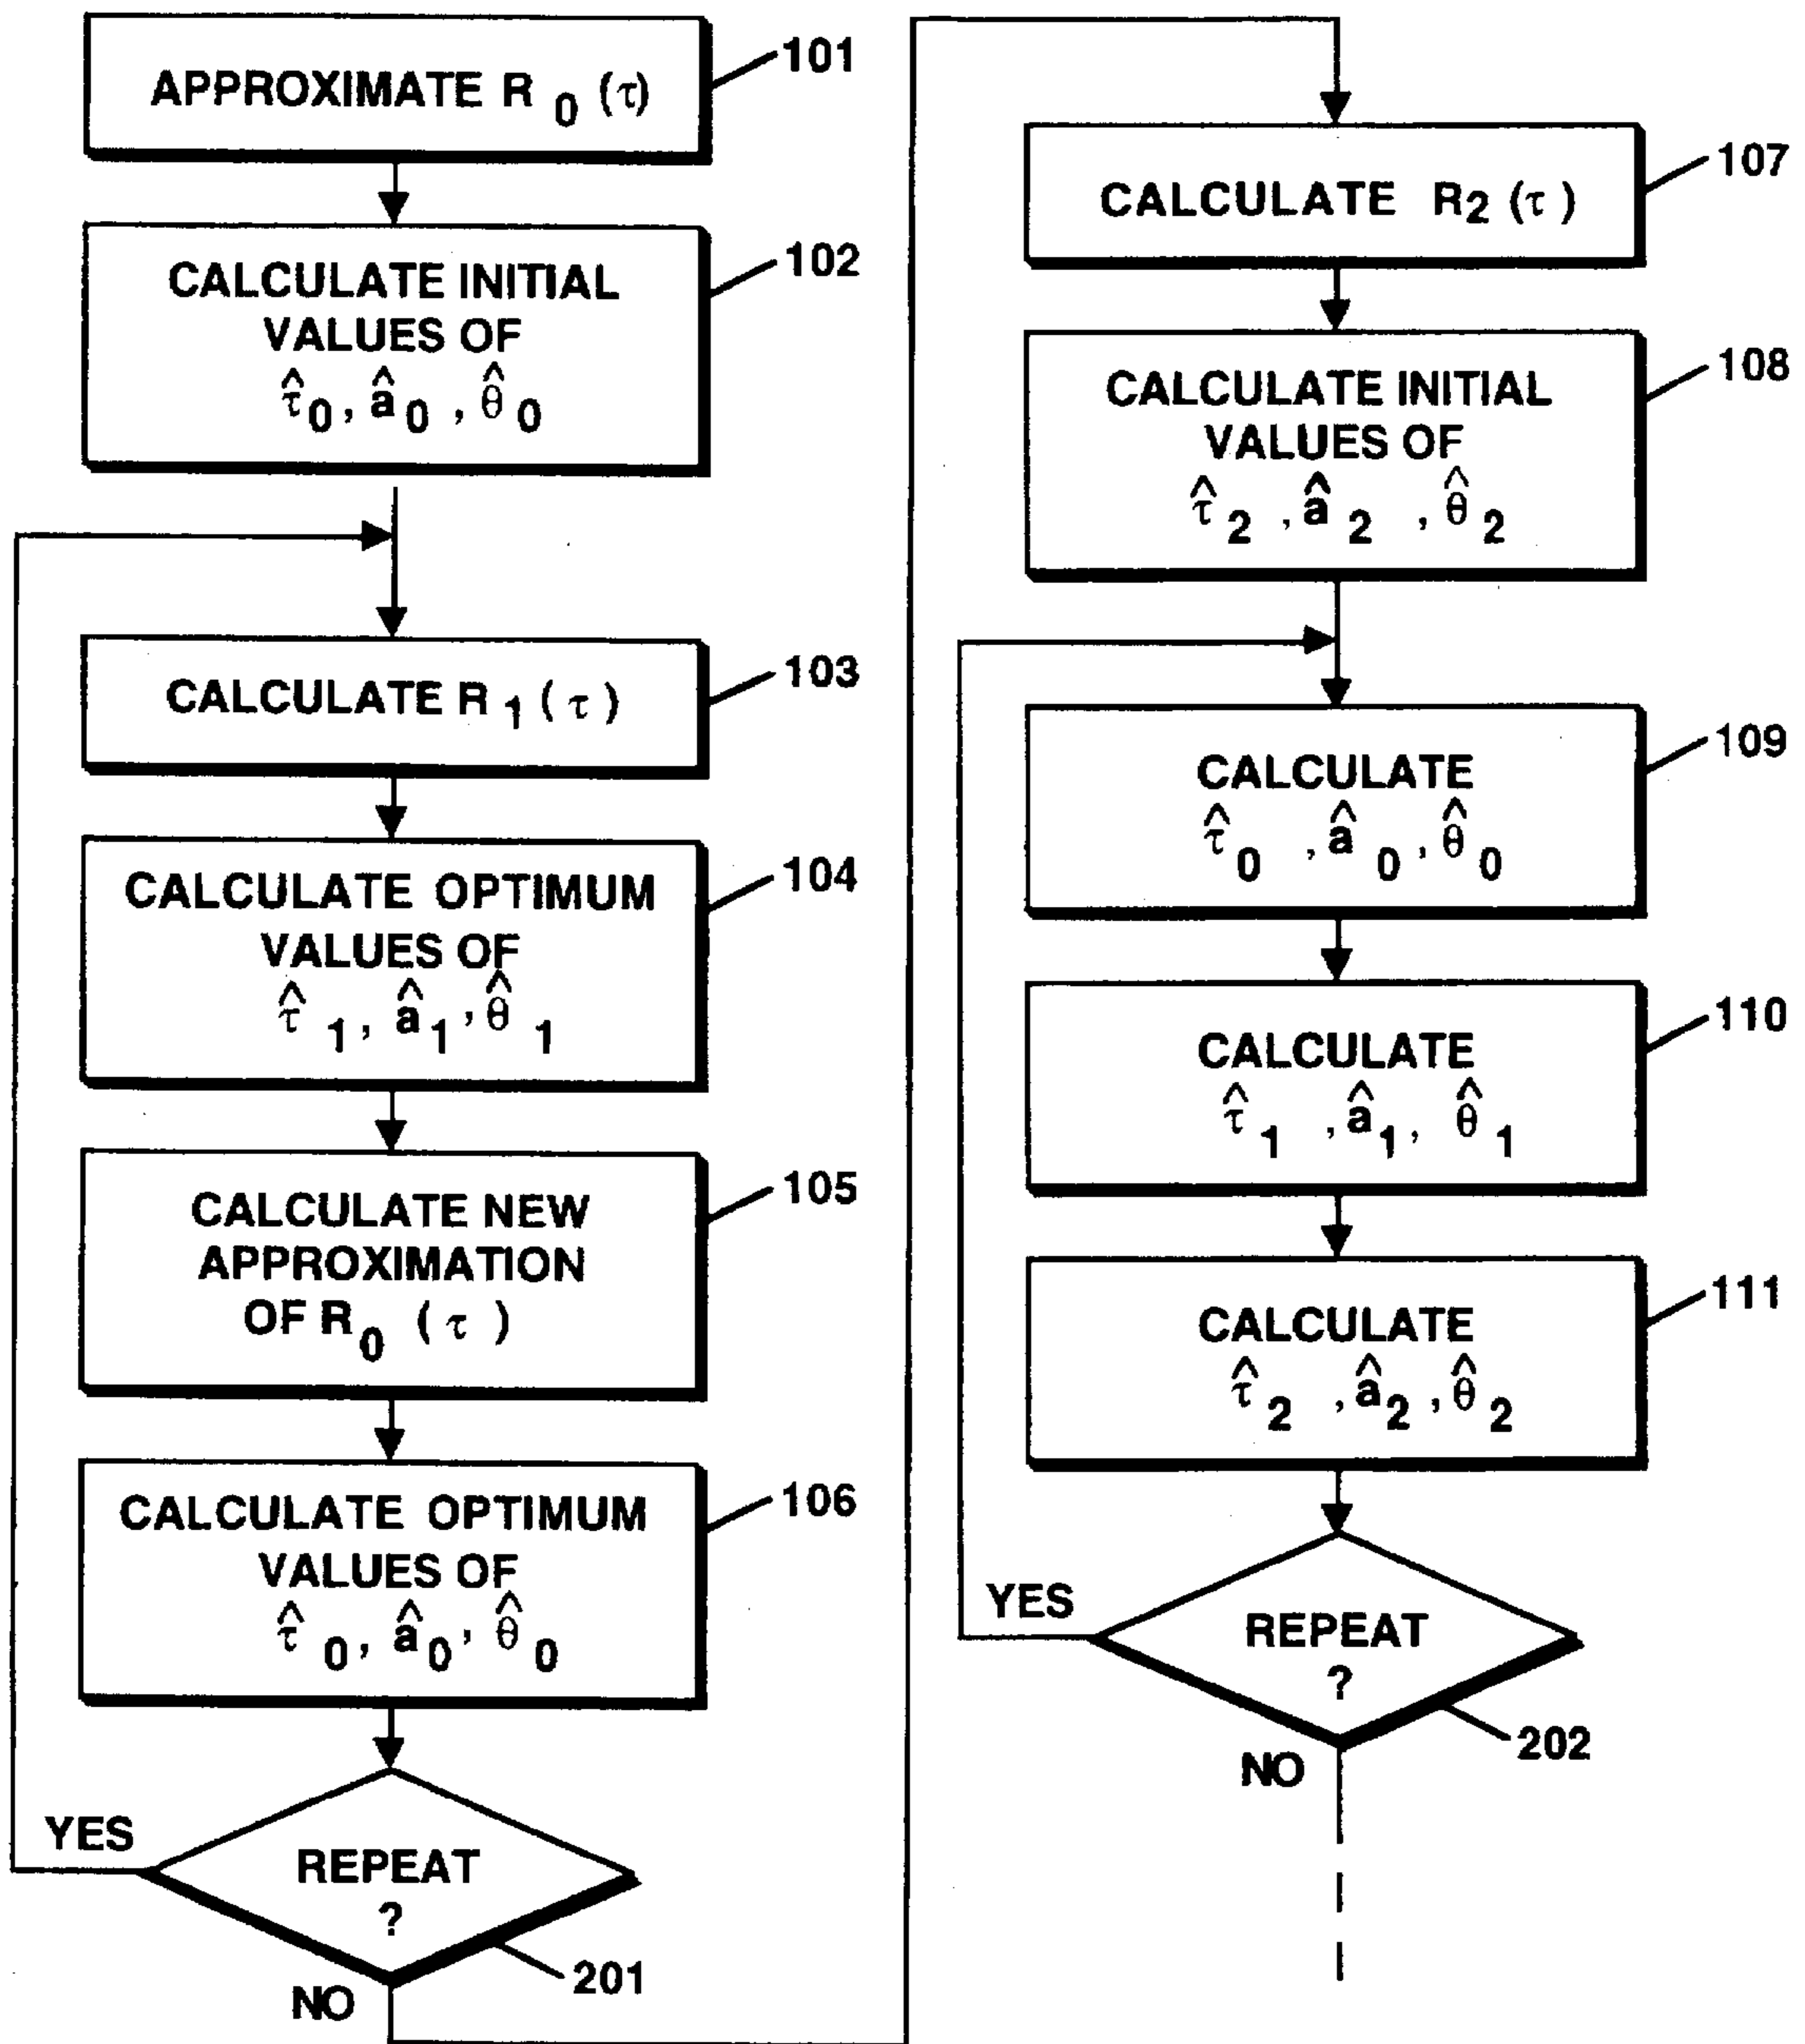 APPROXIMATE R₀ (τ)
101
CALCULATE INITIAL
VALUES OF
τ̂₀, â₀, θ̂₀
102
CALCULATE R₁ (τ)
103
CALCULATE OPTIMUM
VALUES OF
τ̂₁, â₁, θ̂₁
104
CALCULATE NEW
APPROXIMATION
OF R₀ (τ)
105
CALCULATE OPTIMUM
VALUES OF
τ̂₀, â₀, θ̂₀
106
YES
REPEAT
?
201
NO
CALCULATE R₂ (τ)
107
CALCULATE INITIAL
VALUES OF
τ̂₂, â₂, θ̂₂
108
CALCULATE
τ̂₀, â₀, θ̂₀
109
CALCULATE
τ̂₁, â₁, θ̂₁
110
CALCULATE
τ̂₂, â₂, θ̂₂
111
YES
REPEAT
?
202
NO